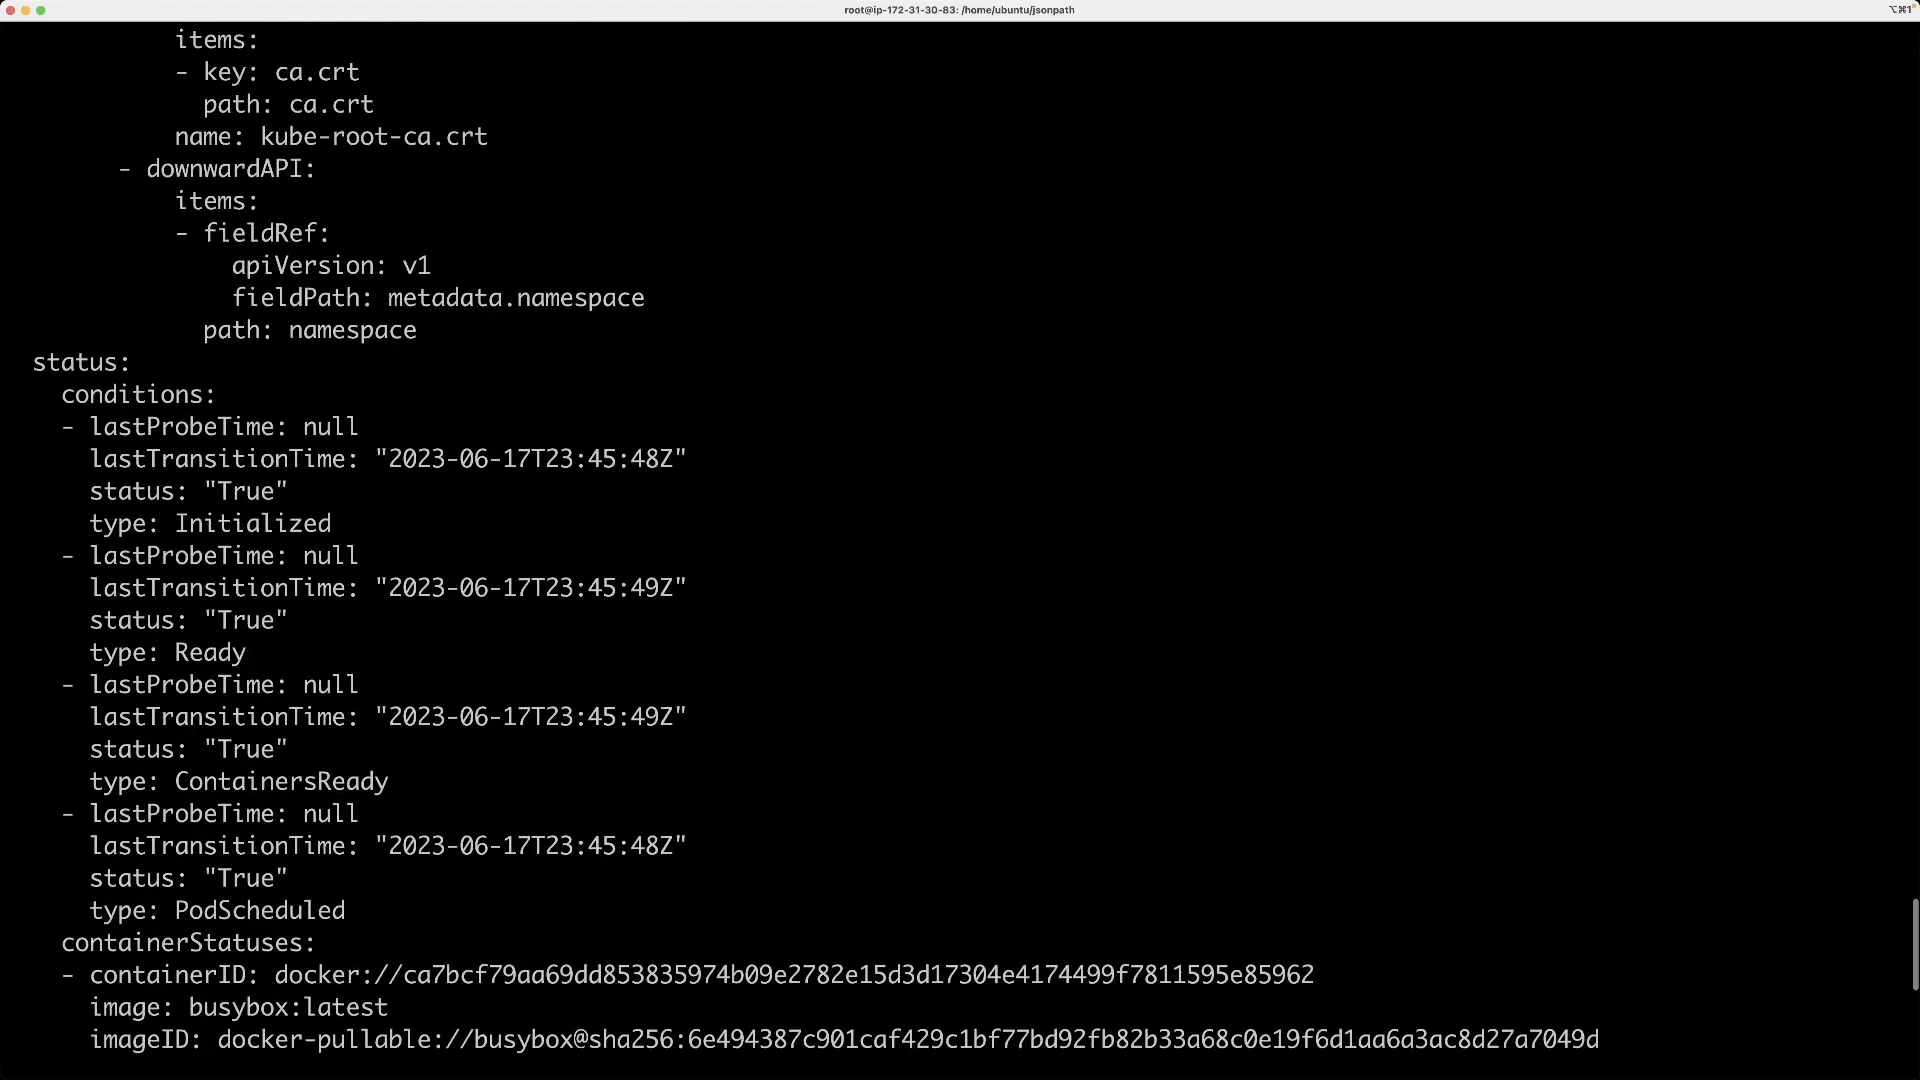 root@ip-172-31-30-83: /home/ubuntu/jsonpath
⌥⌘1
items:
- key: ca.crt
path: ca.crt
name: kube-root-ca.crt
- downwardAPI:
items:
- fieldRef:
apiVersion: v1
fieldPath: metadata.namespace
path: namespace
status:
conditions:
- lastProbeTime: null
lastTransitionTime: "2023-06-17T23:45:48Z"
status: "True"
type: Initialized
- lastProbeTime: null
lastTransitionTime: "2023-06-17T23:45:49Z"
status: "True"
type: Ready
- lastProbeTime: null
lastTransitionTime: "2023-06-17T23:45:49Z"
status: "True"
type: ContainersReady
- lastProbeTime: null
lastTransitionTime: "2023-06-17T23:45:48Z"
status: "True"
type: PodScheduled
containerStatuses:
- containerID: docker://ca7bcf79aa69dd853835974b09e2782e15d3d17304e4174499f7811595e85962
image: busybox:latest
imageID: docker-pullable://busybox@sha256:6e494387c901caf429c1bf77bd92fb82b33a68c0e19f6d1aa6a3ac8d27a7049d